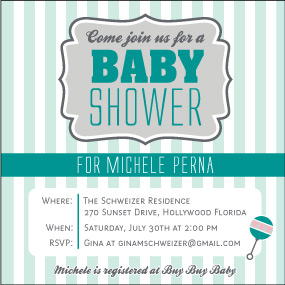 Come join us for a
BABY
SHOWER
FOR MICHELE PERNA
WHERE: THE SCHWEIZER RESIDENCE
270 SUNSET DRIVE, HOLLYWOOD FLORIDA
WHEN: SATURDAY, JULY 30TH AT 2:00 PM
RSVP: GINA AT GINAMSCHWEIZER@GMAIL.COM
Michele is registered at Buy Buy Baby